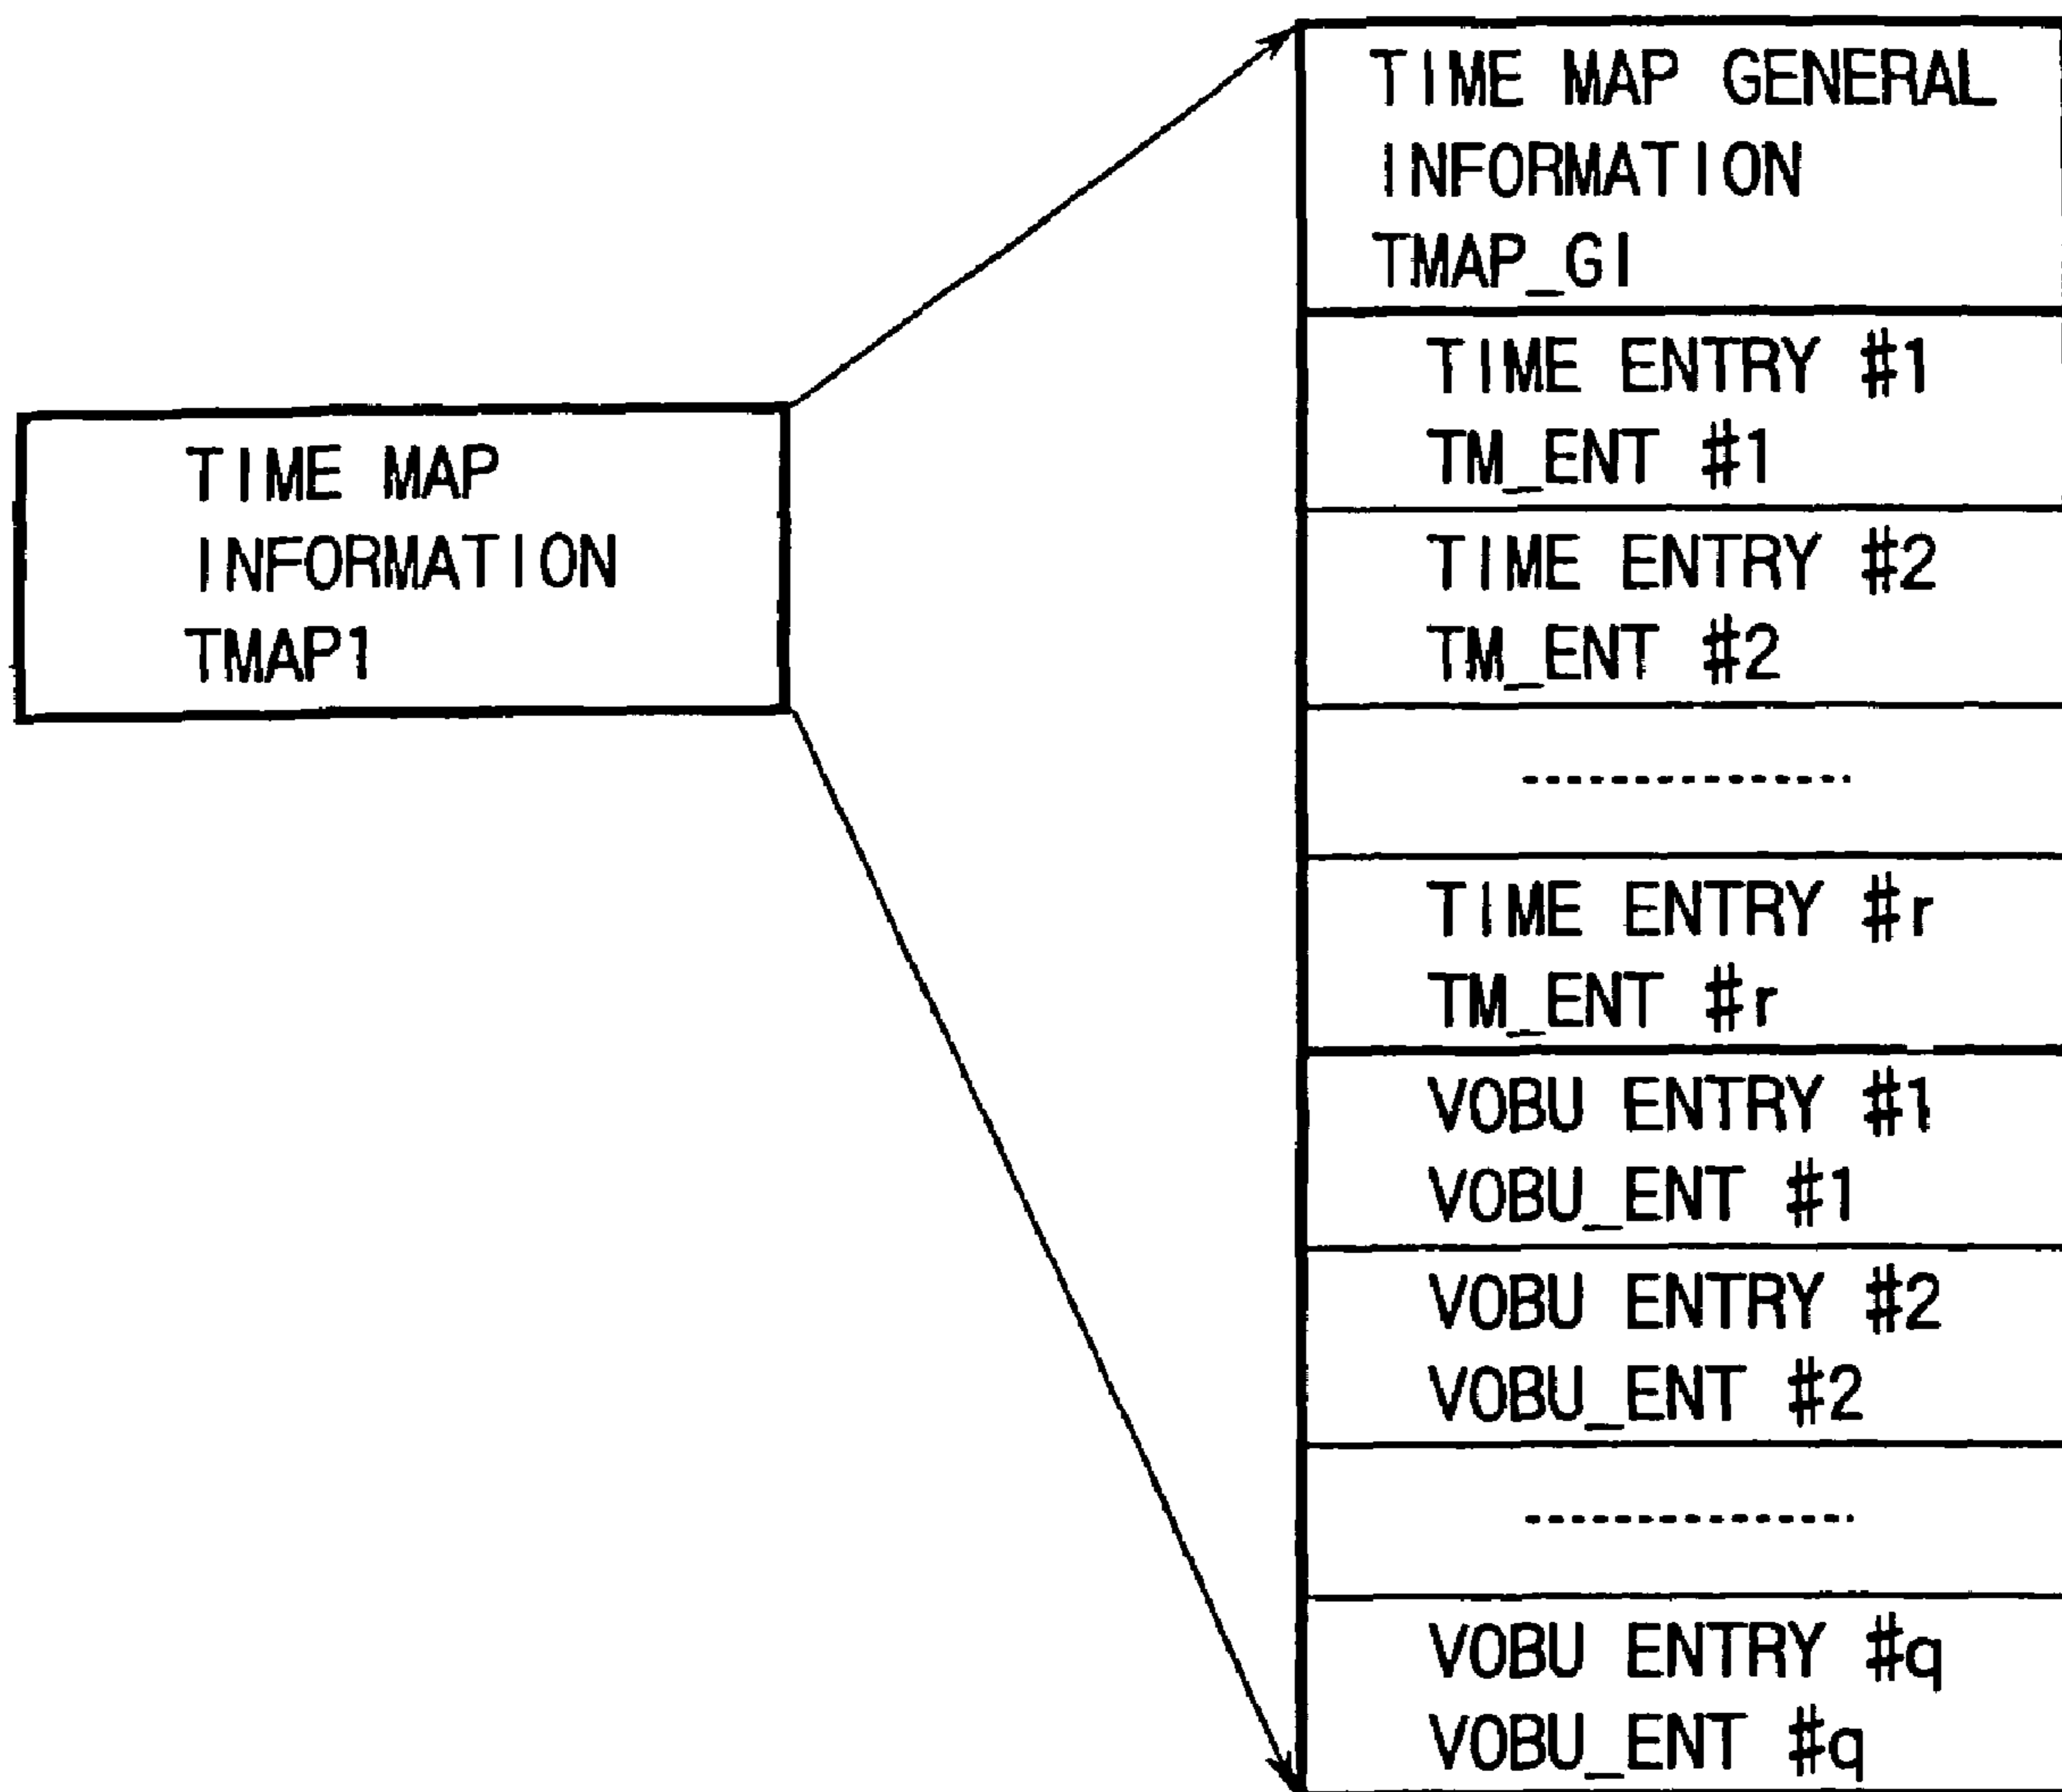 TIME MAP
INFORMATION
TMAP1
TIME MAP GENERAL
INFORMATION
TMAP_GI
TIME ENTRY #1
TM_ENT #1
TIME ENTRY #2
TM_ENT #2
TIME ENTRY #r
TM_ENT #r
VOBU ENTRY #1
VOBU_ENT #1
VOBU ENTRY #2
VOBU_ENT #2
VOBU ENTRY #q
VOBU_ENT #q